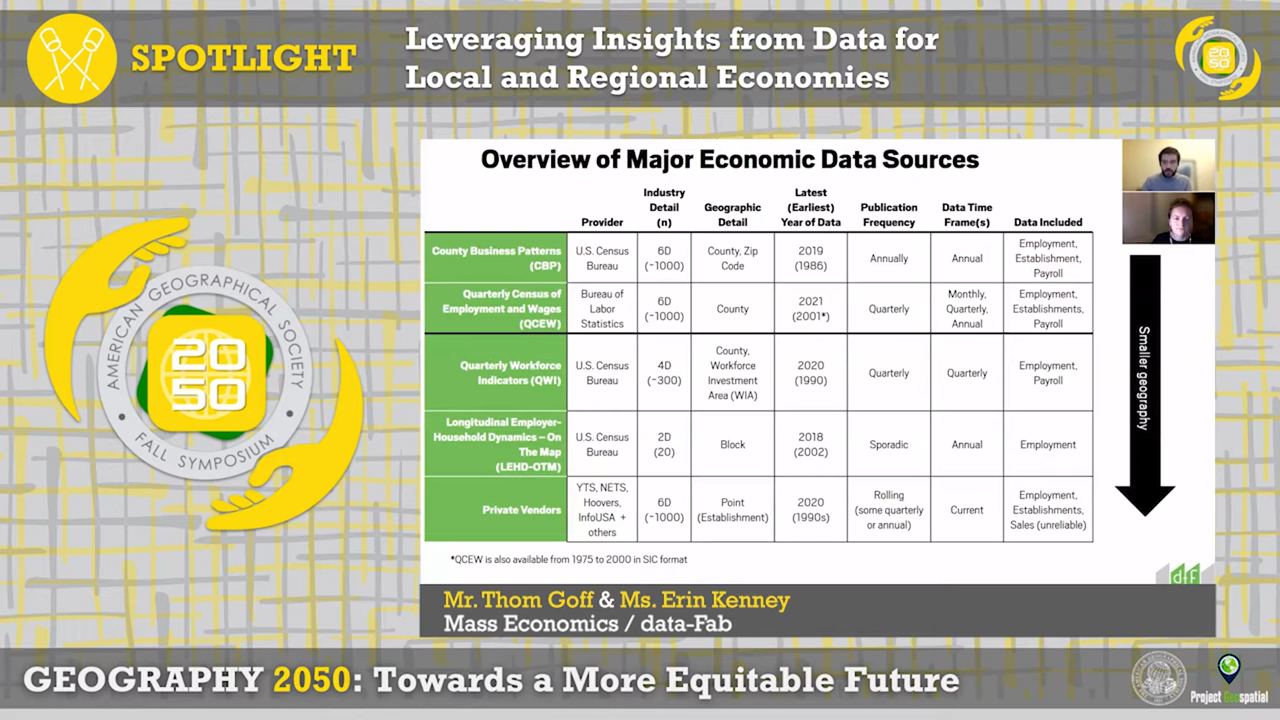 SPOTLIGHT
Leveraging Insights from Data for
Local and Regional Economies
20
50
AMERICAN GEOGRAPHICAL SOCIETY
20
50
FALL SYMPOSIUM
Overview of Major Economic Data Sources
Provider
Industry
Detail
(n)
Geographic
Detail
Latest
(Earliest)
Year of Data
Publication
Frequency
Data Time
Frame(s)
Data Included
County Business Patterns
(CBP)
U.S. Census
Bureau
6D
(~1000)
County, Zip
Code
2019
(1986)
Annually
Annual
Employment,
Establishment,
Payroll
Quarterly Census of
Employment and Wages
(QCEW)
Bureau of
Labor
Statistics
6D
(~1000)
County
2021
(2001*)
Quarterly
Monthly,
Quarterly,
Annual
Employment,
Establishments,
Payroll
Quarterly Workforce
Indicators (QWI)
U.S. Census
Bureau
4D
(~300)
County,
Workforce
Investment
Area (WIA)
2020
(1990)
Quarterly
Quarterly
Employment,
Payroll
Longitudinal Employer-
Household Dynamics – On
The Map
(LEHD-OTM)
U.S. Census
Bureau
2D
(20)
Block
2018
(2002)
Sporadic
Annual
Employment
Private Vendors
YTS, NETS,
Hoovers,
InfoUSA +
others
6D
(~1000)
Point
(Establishment)
2020
(1990s)
Rolling
(some quarterly
or annual)
Current
Employment,
Establishments,
Sales (unreliable)
Smaller geography
*QCEW is also available from 1975 to 2000 in SIC format
Mr. Thom Goff & Ms. Erin Kenney
Mass Economics / data-Fab
GEOGRAPHY 2050: Towards a More Equitable Future
Project Geospatial